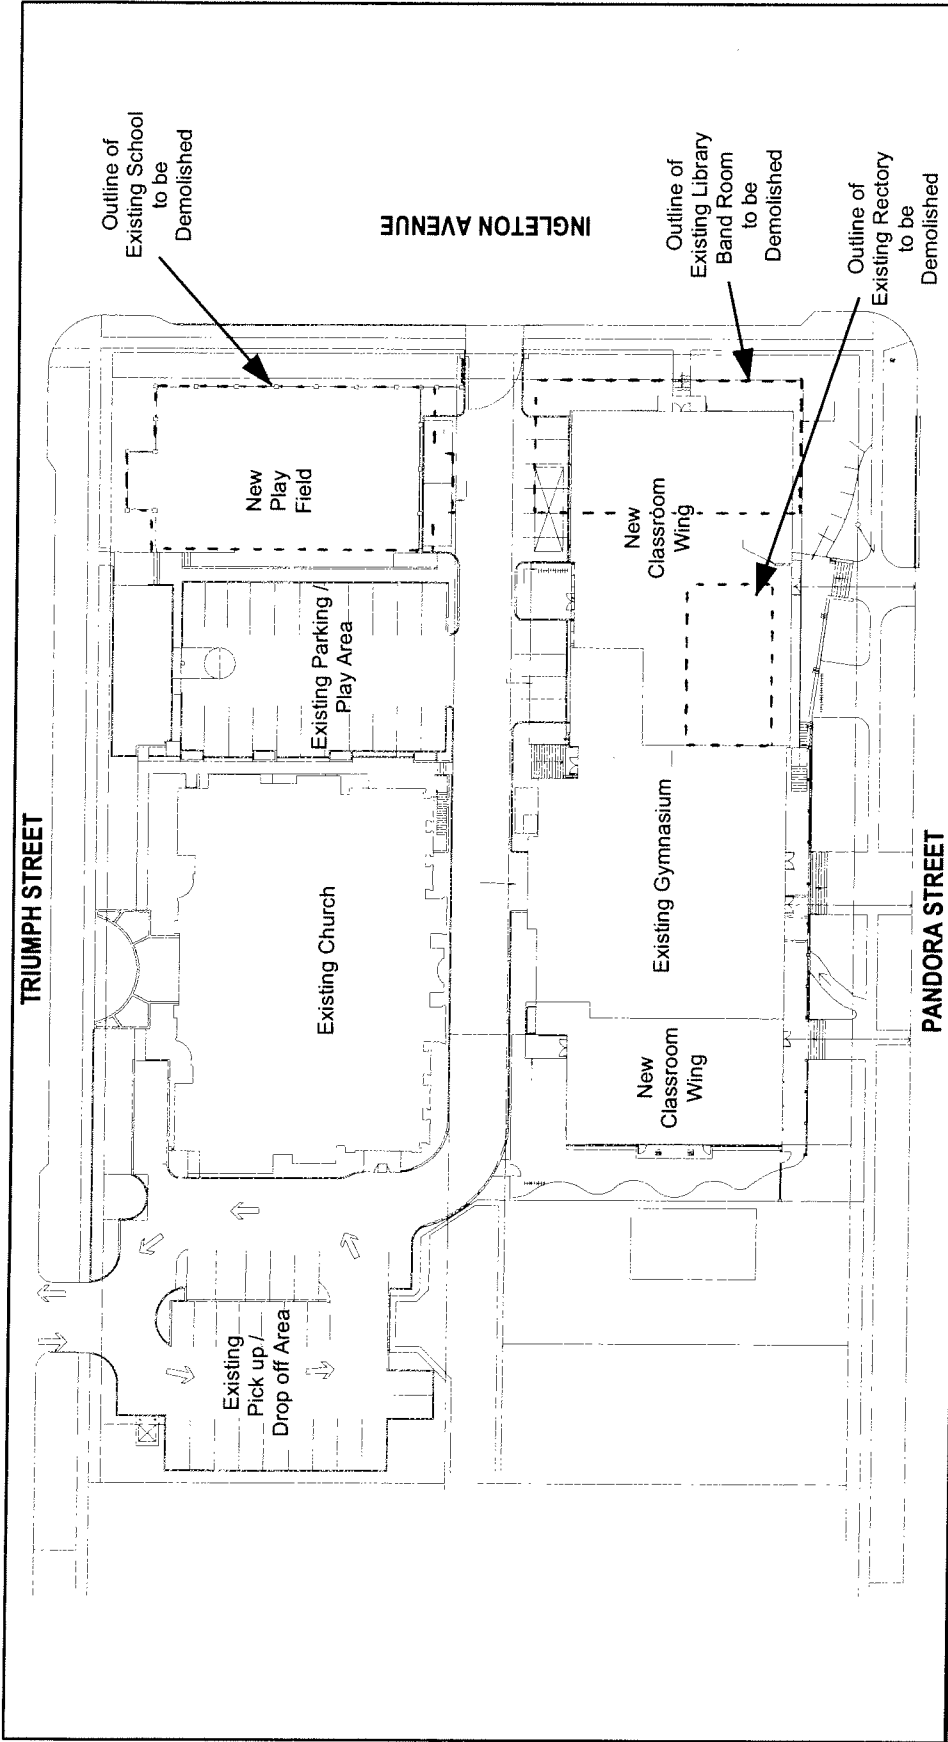 TRIUMPH STREET
Outline of
Existing School
to be
Demolished
New
Play
Field
Existing Parking /
Play Area
Existing Church
Existing
Pick up /
Drop off Area
INGLETON AVENUE
Outline of
Existing Library
Band Room
to be
Demolished
Outline of
Existing Rectory
to be
Demolished
New
Classroom
Wing
Existing Gymnasium
New
Classroom
Wing
PANDORA STREET